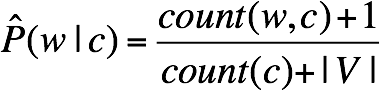 P̂(w | c) = count(w,c)+1
count(c)+| V |